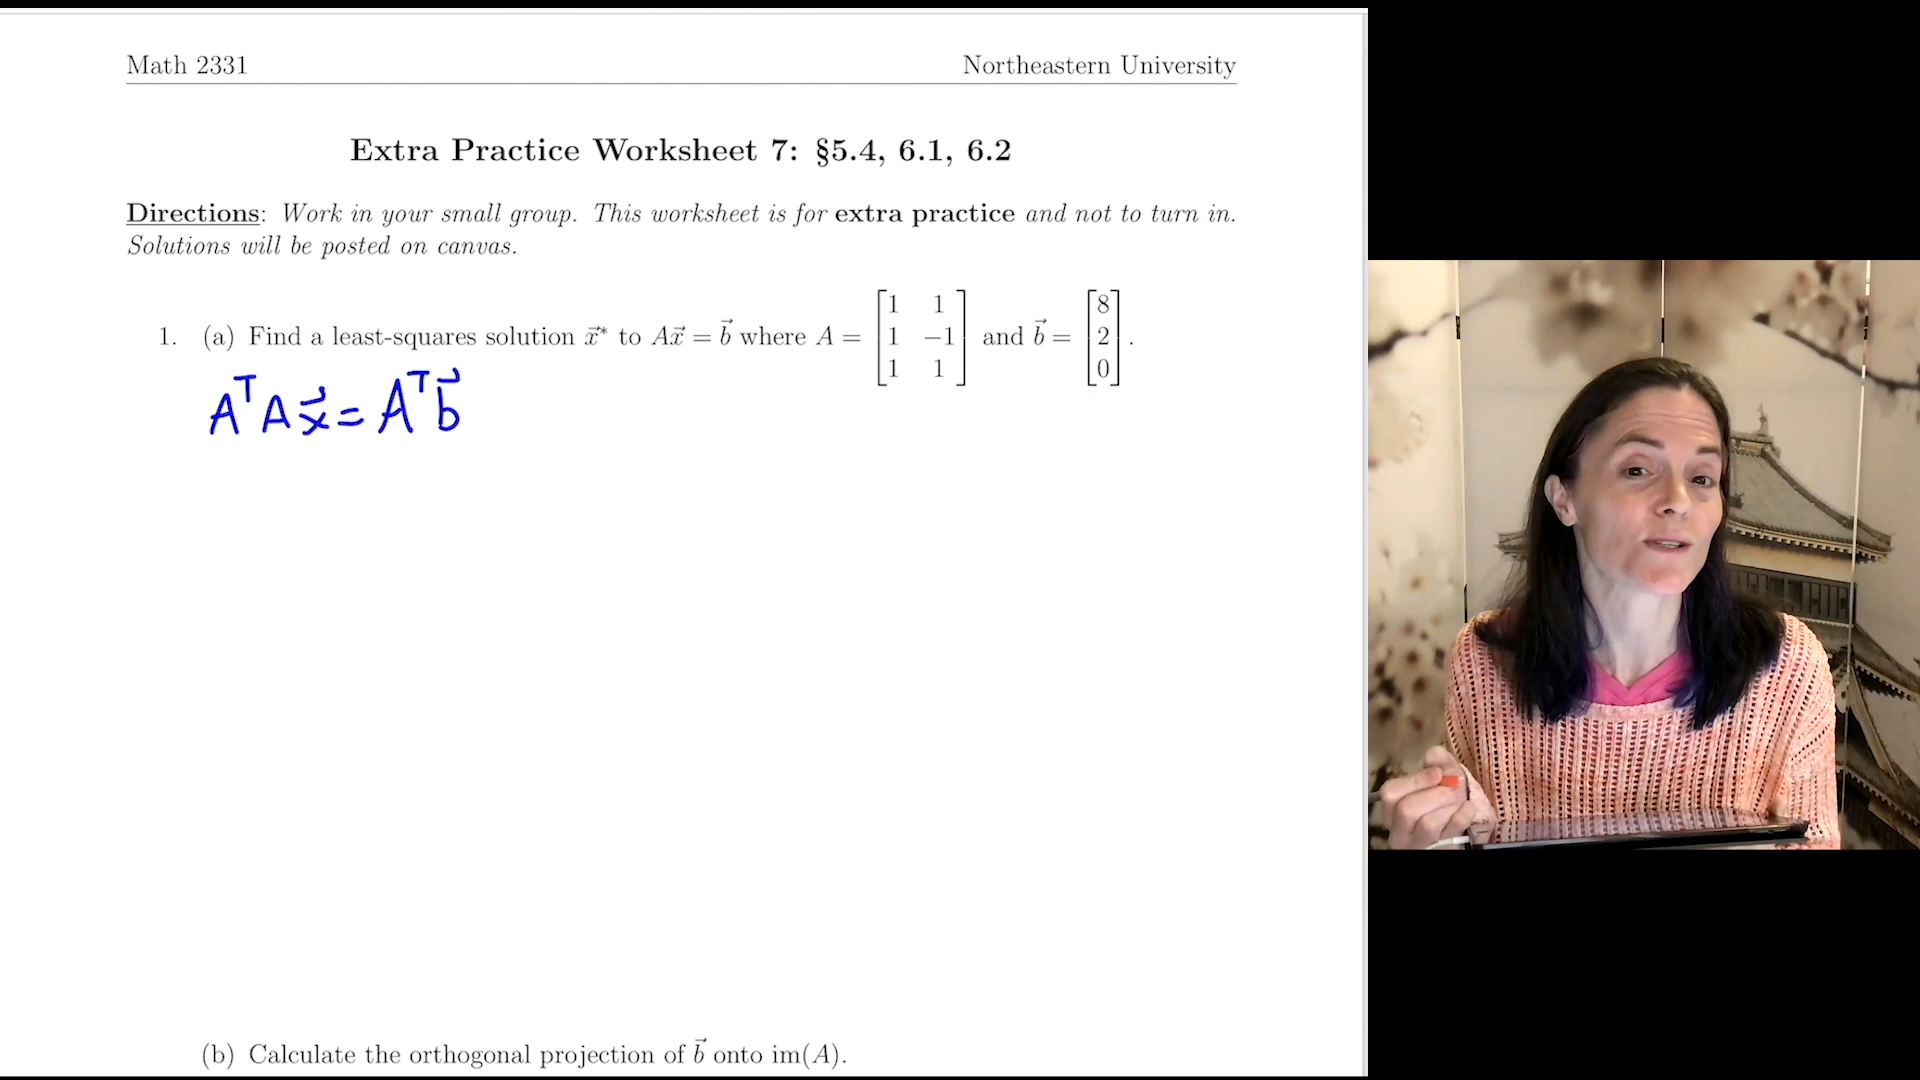 Math 2331 Northeastern University
Extra Practice Worksheet 7: §5.4, 6.1, 6.2
Directions: Work in your small group. This worksheet is for extra practice and not to turn in.
Solutions will be posted on canvas.
1. (a) Find a least-squares solution x⃗* to Ax⃗ = b⃗ where A = [1 1; 1 −1; 1 1] and b⃗ = [8; 2; 0].
AᵀAx⃗ = Aᵀb⃗
(b) Calculate the orthogonal projection of b⃗ onto im(A).